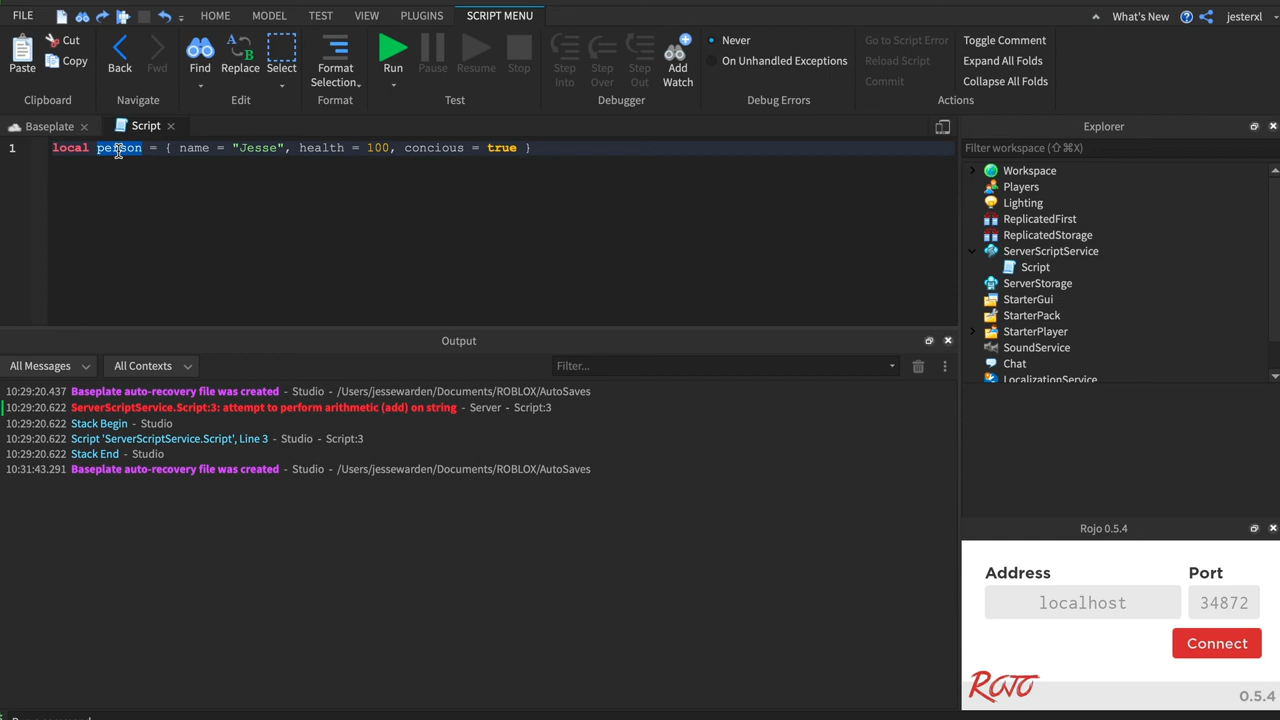 FILE HOME MODEL TEST VIEW PLUGINS SCRIPT MENU What's New jesterxl
Paste Cut Copy Back Fwd Find Replace Select Format Selection Run Pause Resume Stop Step Into Step Over Step Out Add Watch Never On Unhandled Exceptions Go to Script Error Reload Script Commit Toggle Comment Expand All Folds Collapse All Folds
Clipboard Navigate Edit Format Test Debugger Debug Errors Actions
Baseplate Script
1 local person = { name = "Jesse", health = 100, concious = true }
Output
All Messages All Contexts Filter...
10:29:20.437 Baseplate auto-recovery file was created - Studio - /Users/jessewarden/Documents/ROBLOX/AutoSaves
10:29:20.622 ServerScriptService.Script:3: attempt to perform arithmetic (add) on string - Server - Script:3
10:29:20.622 Stack Begin - Studio
10:29:20.622 Script 'ServerScriptService.Script', Line 3 - Studio - Script:3
10:29:20.622 Stack End - Studio
10:31:43.291 Baseplate auto-recovery file was created - Studio - /Users/jessewarden/Documents/ROBLOX/AutoSaves
Explorer
Filter workspace (⇧⌘X)
Workspace
Players
Lighting
ReplicatedFirst
ReplicatedStorage
ServerScriptService
Script
ServerStorage
StarterGui
StarterPack
StarterPlayer
SoundService
Chat
LocalizationService
Rojo 0.5.4
Address Port
localhost 34872
Connect
ROJO 0.5.4